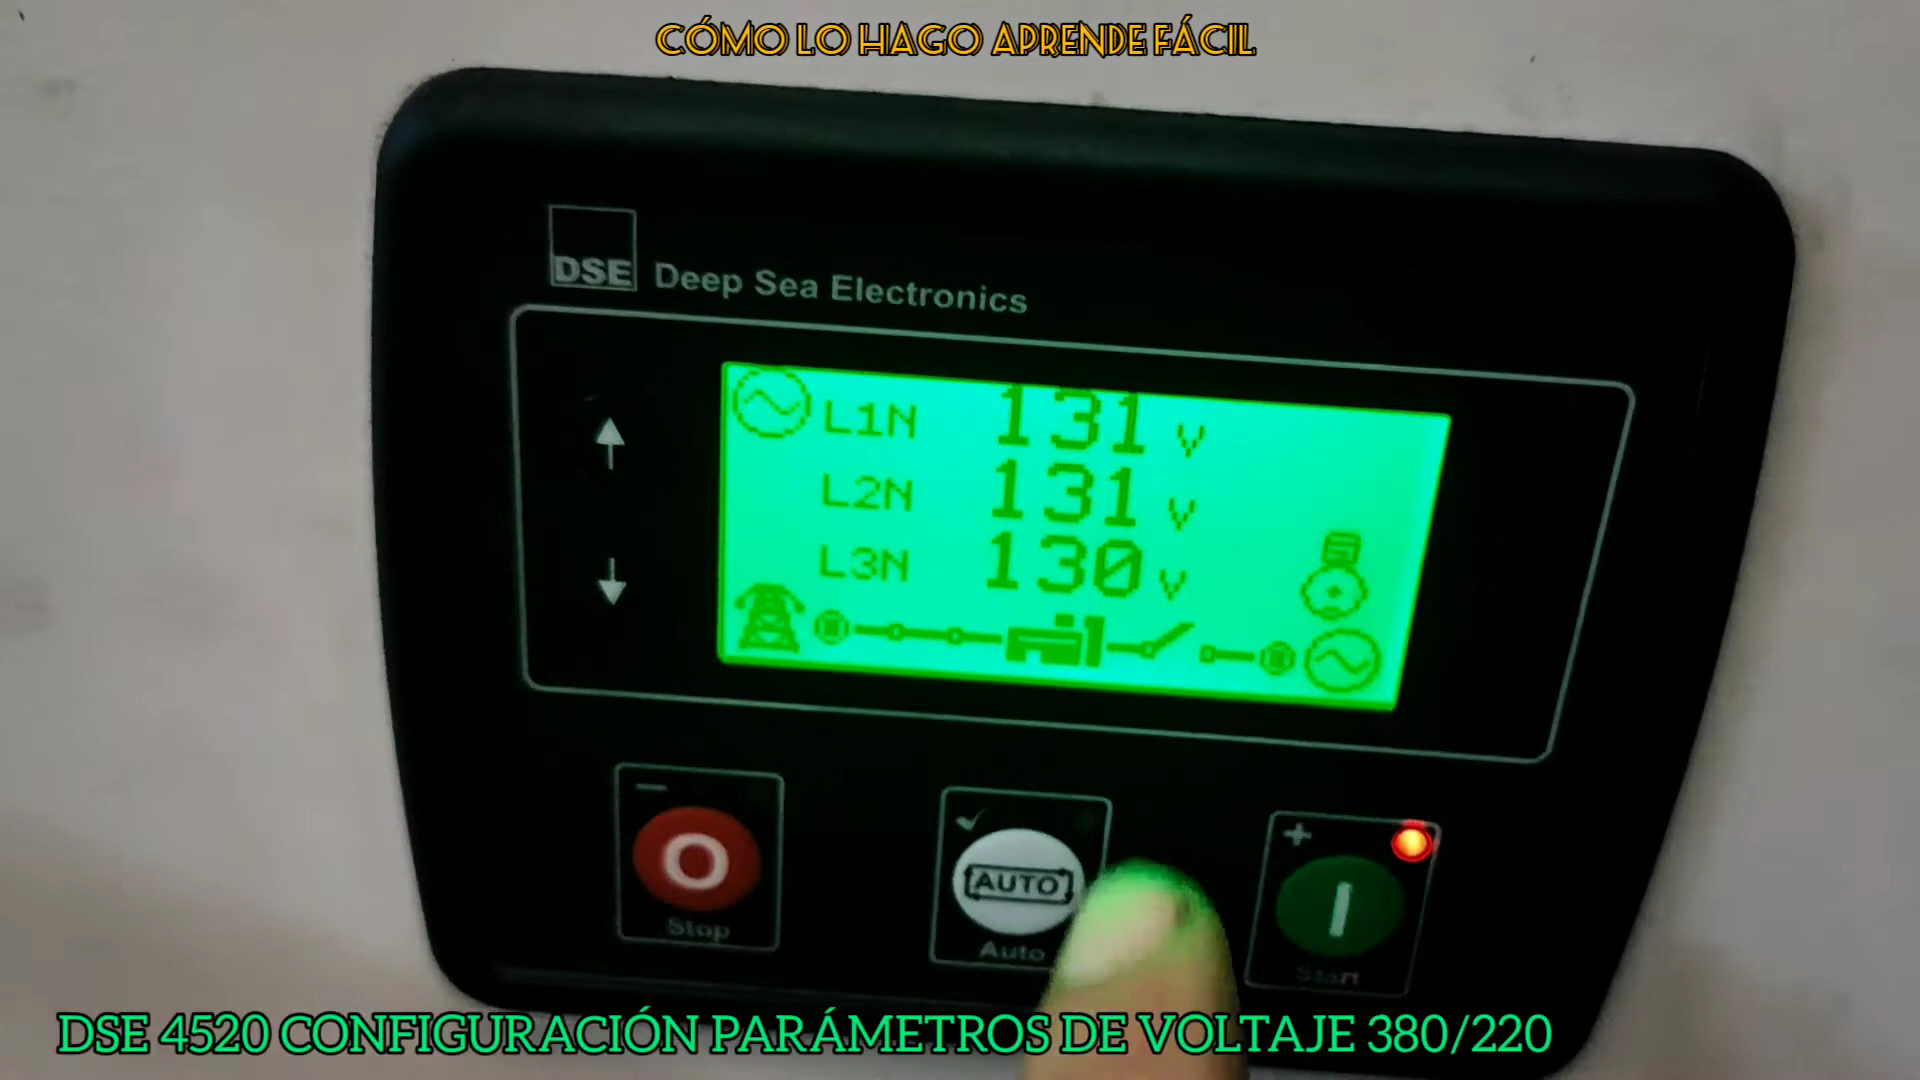 CÓMO LO HAGO APRENDE FÁCIL
DSE Deep Sea Electronics
L1N 131 V
L2N 131 V
L3N 130 V
AUTO
Stop
Auto
Start
DSE 4520 CONFIGURACIÓN PARÁMETROS DE VOLTAJE 380/220